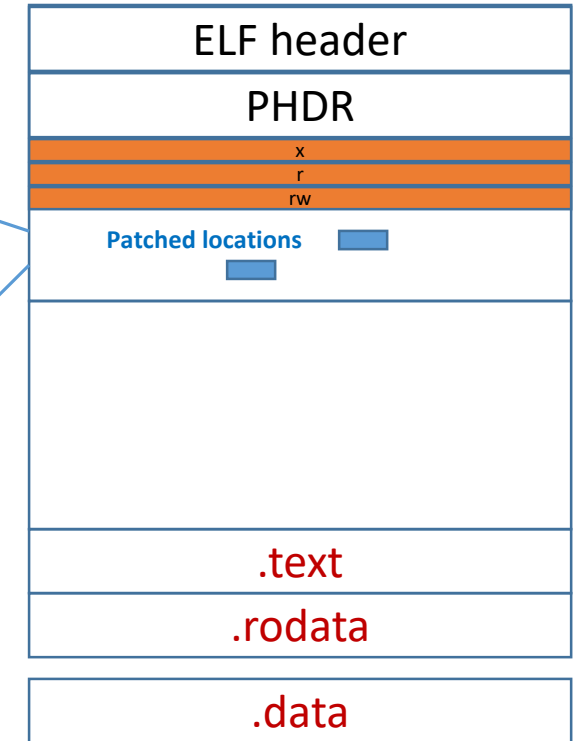 ELF header
PHDR
x
r
rw
Patched locations
.text
.rodata
.data